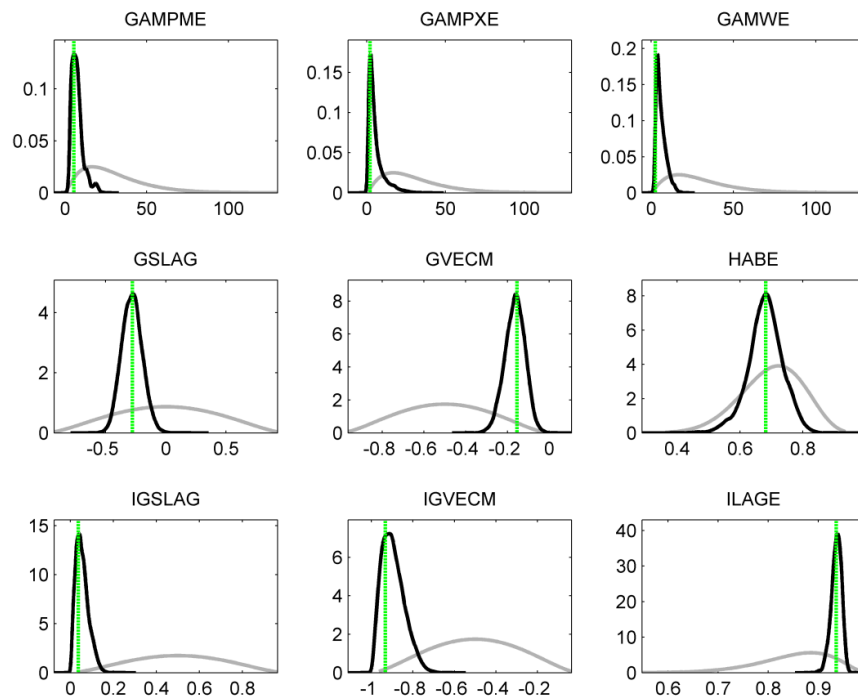 GAMPME GAMPXE GAMWE
0.1 0.15 0.2
0.05 0.1 0.15
0 0.05 0.1
0 0.05
0
0 50 100 0 50 100 0 50 100
GSLAG GVECM HABE
4 8 8
2 6 6
0 4 4
2 2
0 0
-0.5 0 0.5 -0.8 -0.6 -0.4 -0.2 0 0.4 0.6 0.8
IGSLAG IGVECM ILAGE
15 6 40
10 4 30
5 2 20
0 0 10
0
0 0.2 0.4 0.6 0.8 -1 -0.8 -0.6 -0.4 -0.2 0.6 0.7 0.8 0.9